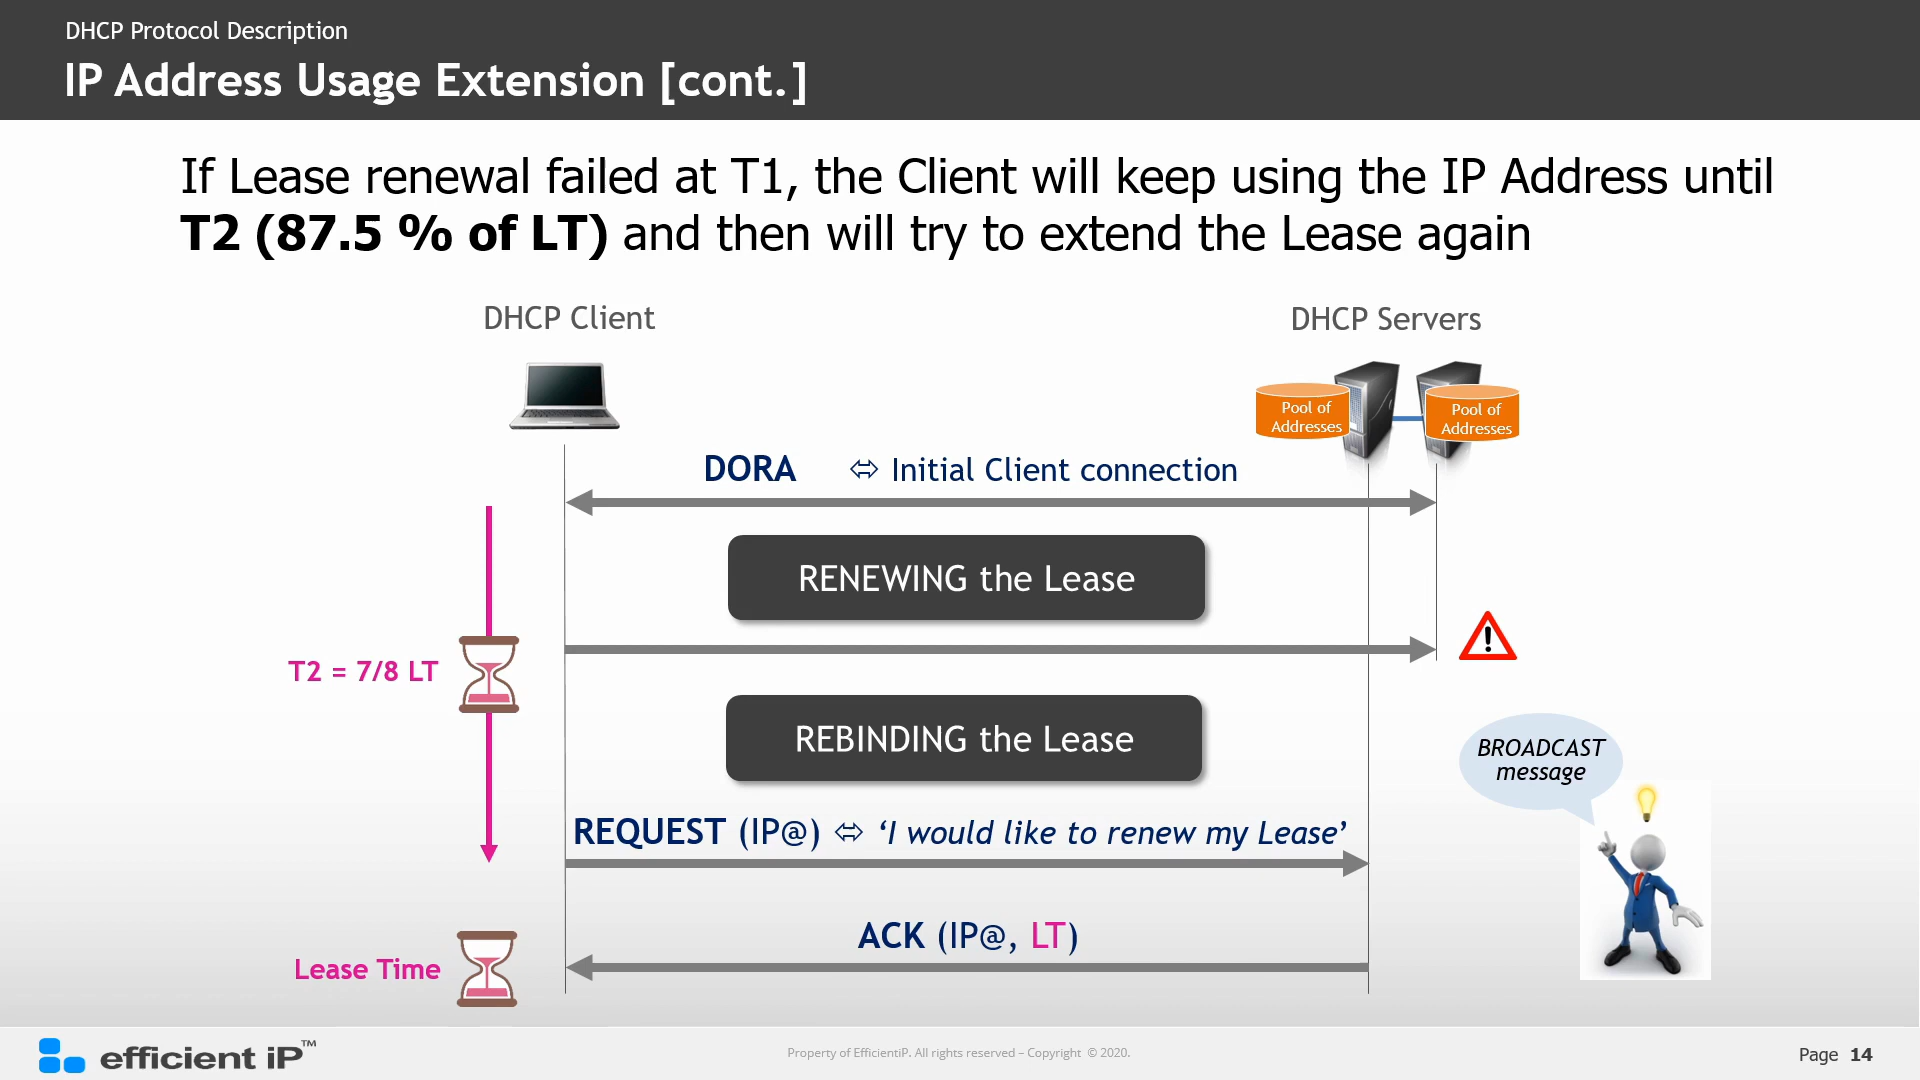 DHCP Protocol Description
IP Address Usage Extension [cont.]
If Lease renewal failed at T1, the Client will keep using the IP Address until
T2 (87.5 % of LT) and then will try to extend the Lease again
DHCP Client
DHCP Servers
Pool of
Addresses
Pool of
Addresses
DORA ⬄ Initial Client connection
RENEWING the Lease
T2 = 7/8 LT
REBINDING the Lease
BROADCAST
message
REQUEST (IP@) ⬄ ‘I would like to renew my Lease’
ACK (IP@, LT)
Lease Time
efficient iP™
Property of EfficientiP. All rights reserved – Copyright © 2020.
Page 14